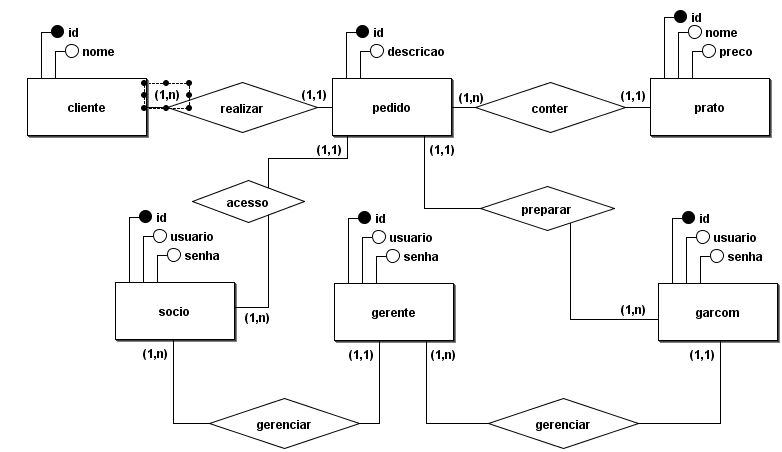 id
nome
cliente
(1,n)
realizar
(1,1)
id
descricao
pedido
(1,n)
conter
(1,1)
id
nome
preco
prato
(1,1)
acesso
(1,n)
(1,1)
preparar
(1,n)
id
usuario
senha
socio
id
usuario
senha
gerente
id
usuario
senha
garcom
(1,n)
gerenciar
(1,1)
(1,n)
gerenciar
(1,1)